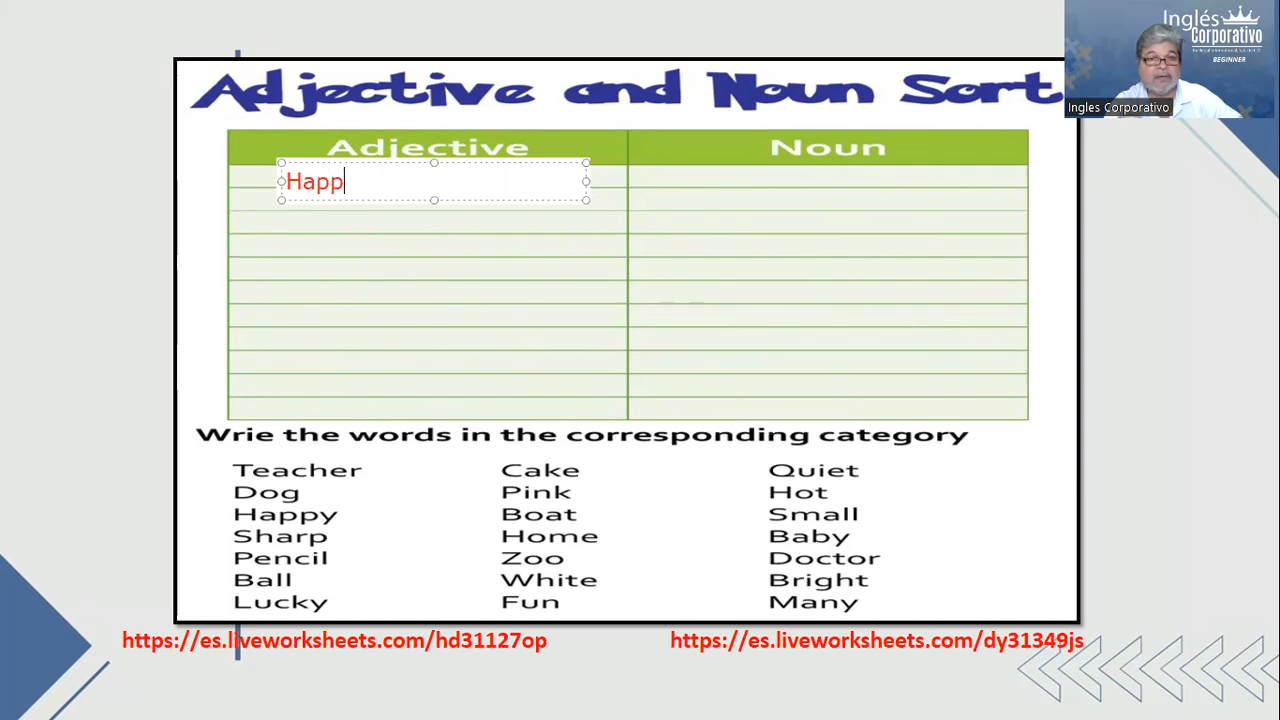 Inglés
Corporativo
BEGINNER
Ingles Corporativo
Adjective and Noun Sort
Adjective Noun
Happ
Wrie the words in the corresponding category
Teacher Cake Quiet
Dog Pink Hot
Happy Boat Small
Sharp Home Baby
Pencil Zoo Doctor
Ball White Bright
Lucky Fun Many
https://es.liveworksheets.com/hd31127op https://es.liveworksheets.com/dy31349js